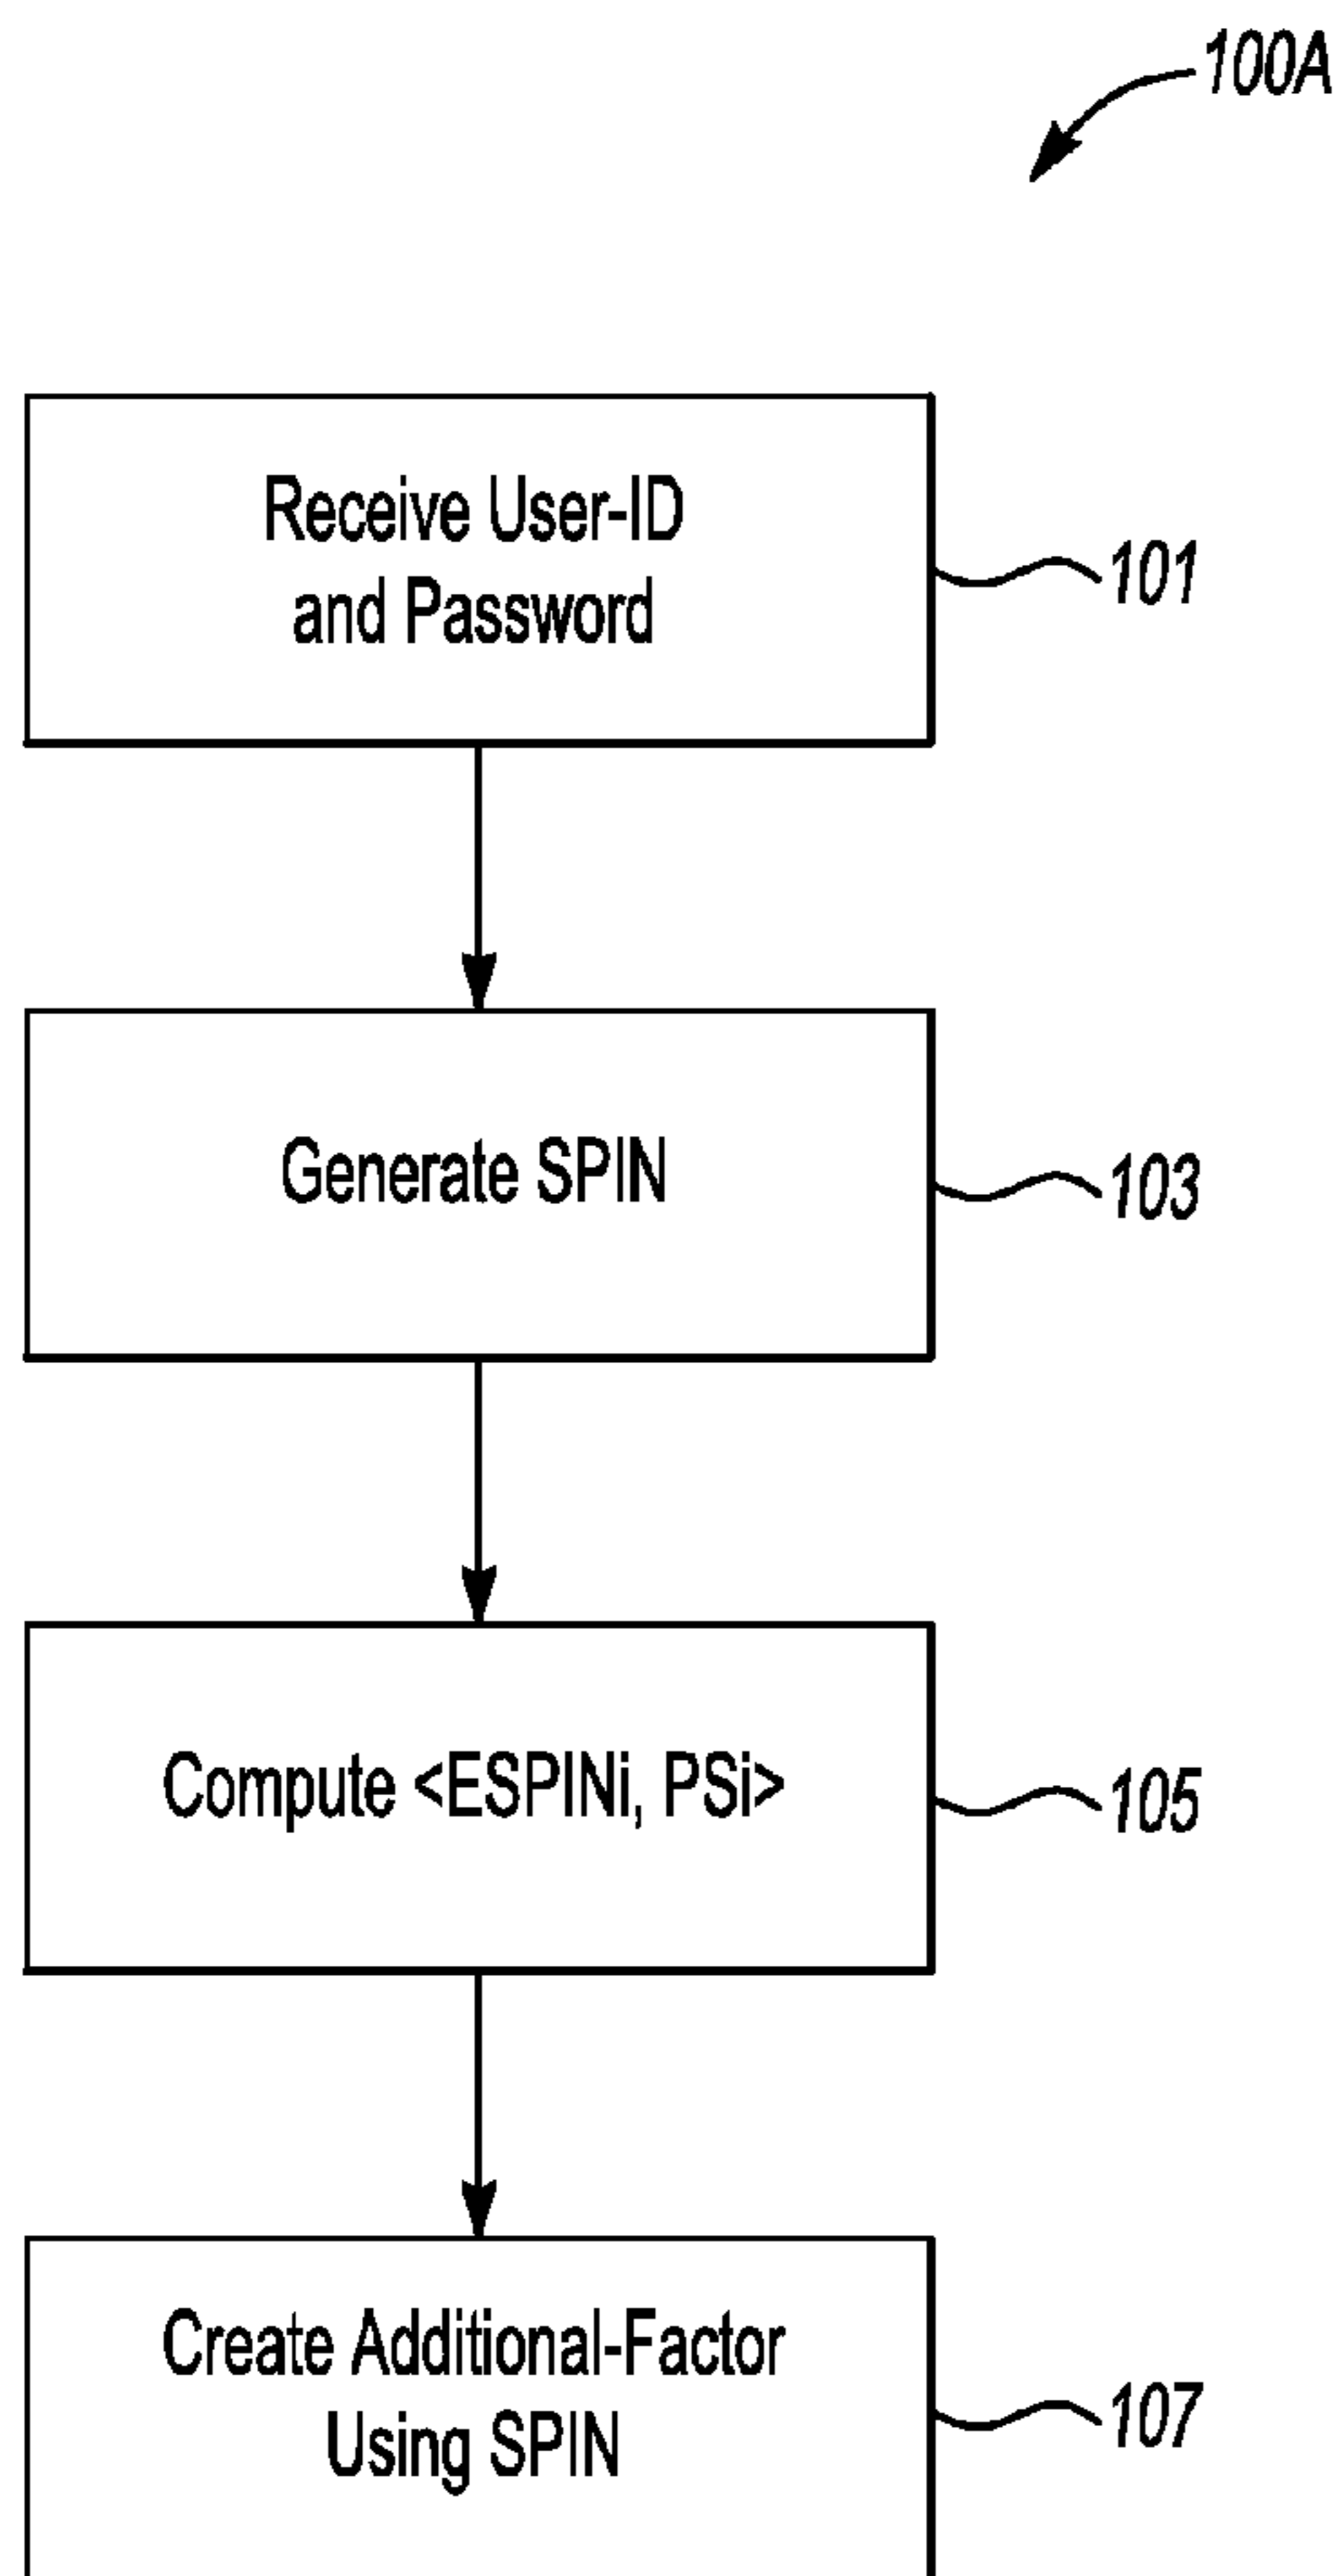 100A
Receive User-ID
and Password
101
Generate SPIN
103
Compute <ESPINi, PSi>
105
Create Additional-Factor
Using SPIN
107